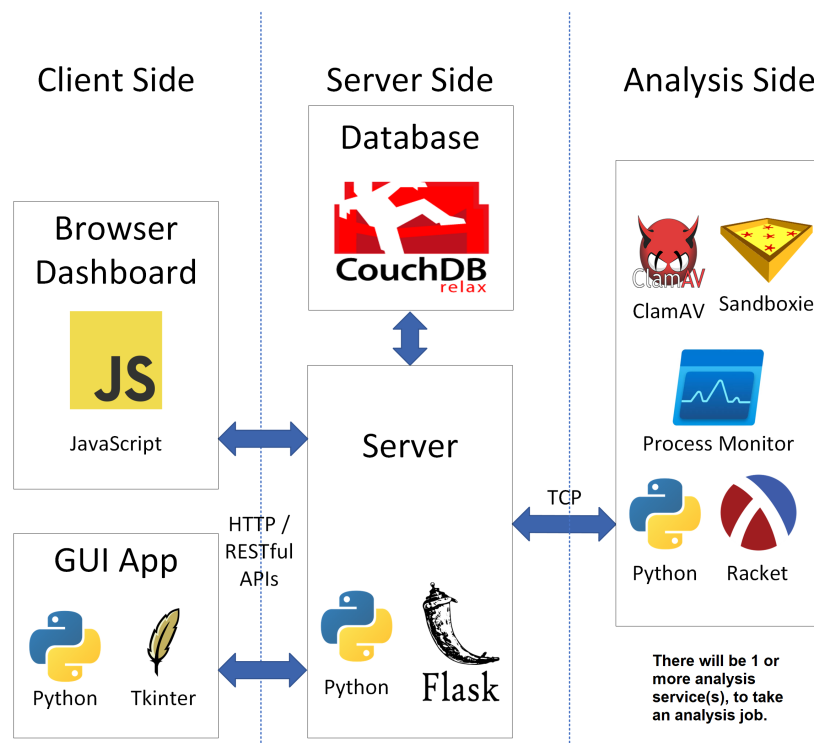 Client Side
Server Side
Analysis Side
Database
CouchDB
relax
Browser
Dashboard
JS
JavaScript
ClamAV
ClamAV
Sandboxie
Process Monitor
Server
TCP
HTTP /
RESTful
APIs
GUI App
Python
Tkinter
Python
Flask
Python
Racket
There will be 1 or
more analysis
service(s), to take
an analysis job.